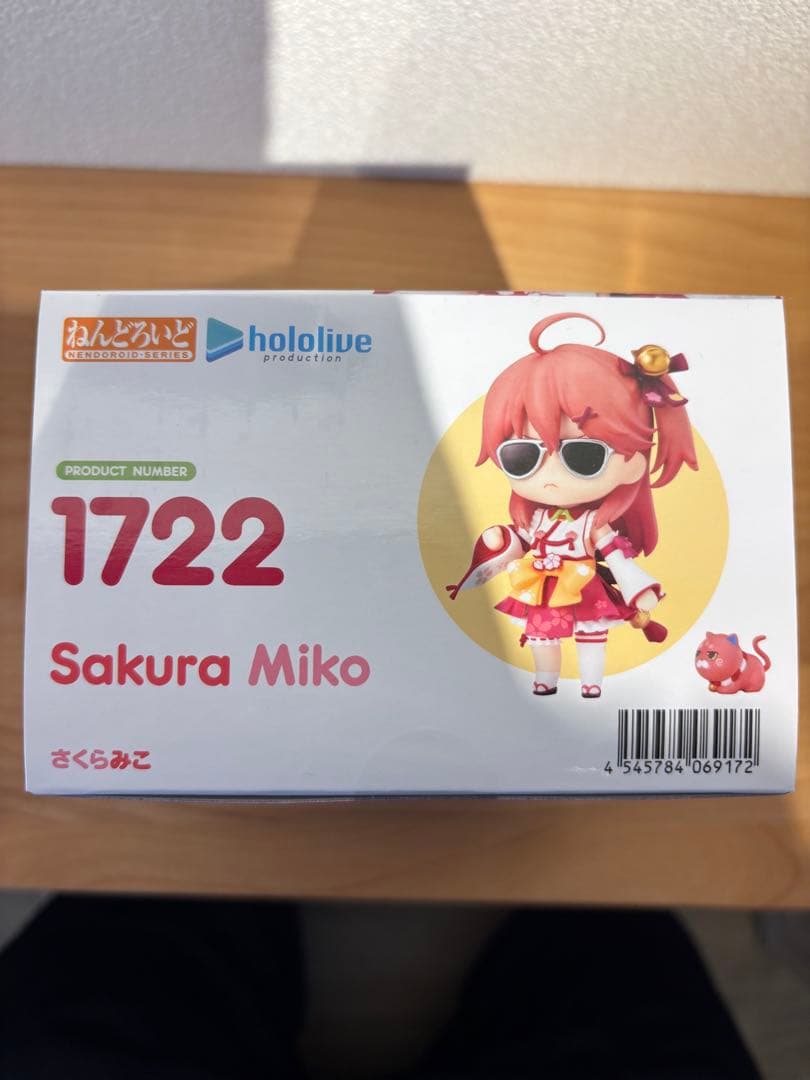 ねんどろいど
NENDOROID·SERIES
hololive
production
PRODUCT NUMBER
1722
Sakura Miko
さくらみこ
4 545784 069172